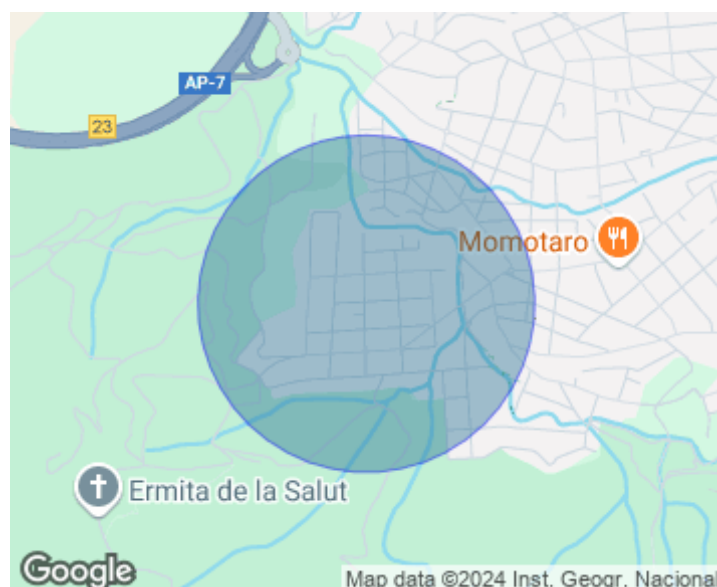 AP-7
23
Momotaro
Ermita de la Salut
Google
Map data ©2024 Inst. Geogr. Nacional